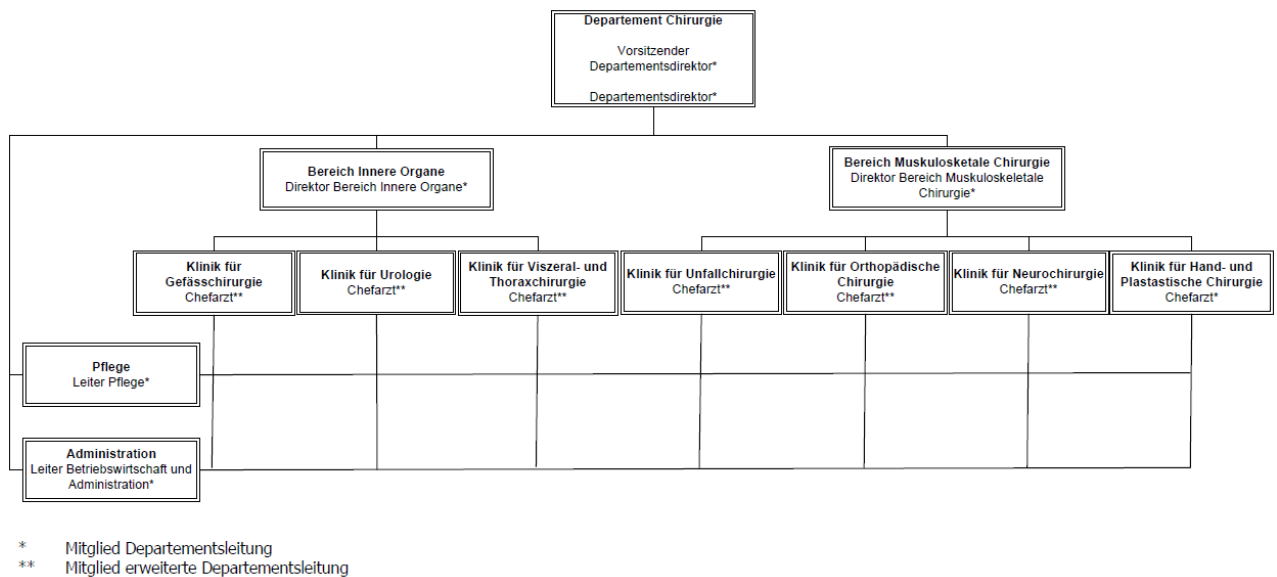 Departement Chirurgie
Vorsitzender
Departementsdirektor*
Departementsdirektor*
Bereich Innere Organe
Direktor Bereich Innere Organe*
Bereich Muskulosketale Chirurgie
Direktor Bereich Muskuloskeletale
Chirurgie*
Klinik für
Gefässchirurgie
Chefarzt**
Klinik für Urologie
Chefarzt**
Klinik für Viszeral- und
Thoraxchirurgie
Chefarzt**
Klinik für Unfallchirurgie
Chefarzt**
Klinik für Orthopädische
Chirurgie
Chefarzt**
Klinik für Neurochirurgie
Chefarzt**
Klinik für Hand- und
Plastastische Chirurgie
Chefarzt*
Pflege
Leiter Pflege*
Administration
Leiter Betriebswirtschaft und
Administration*
* Mitglied Departementsleitung
** Mitglied erweiterte Departementsleitung